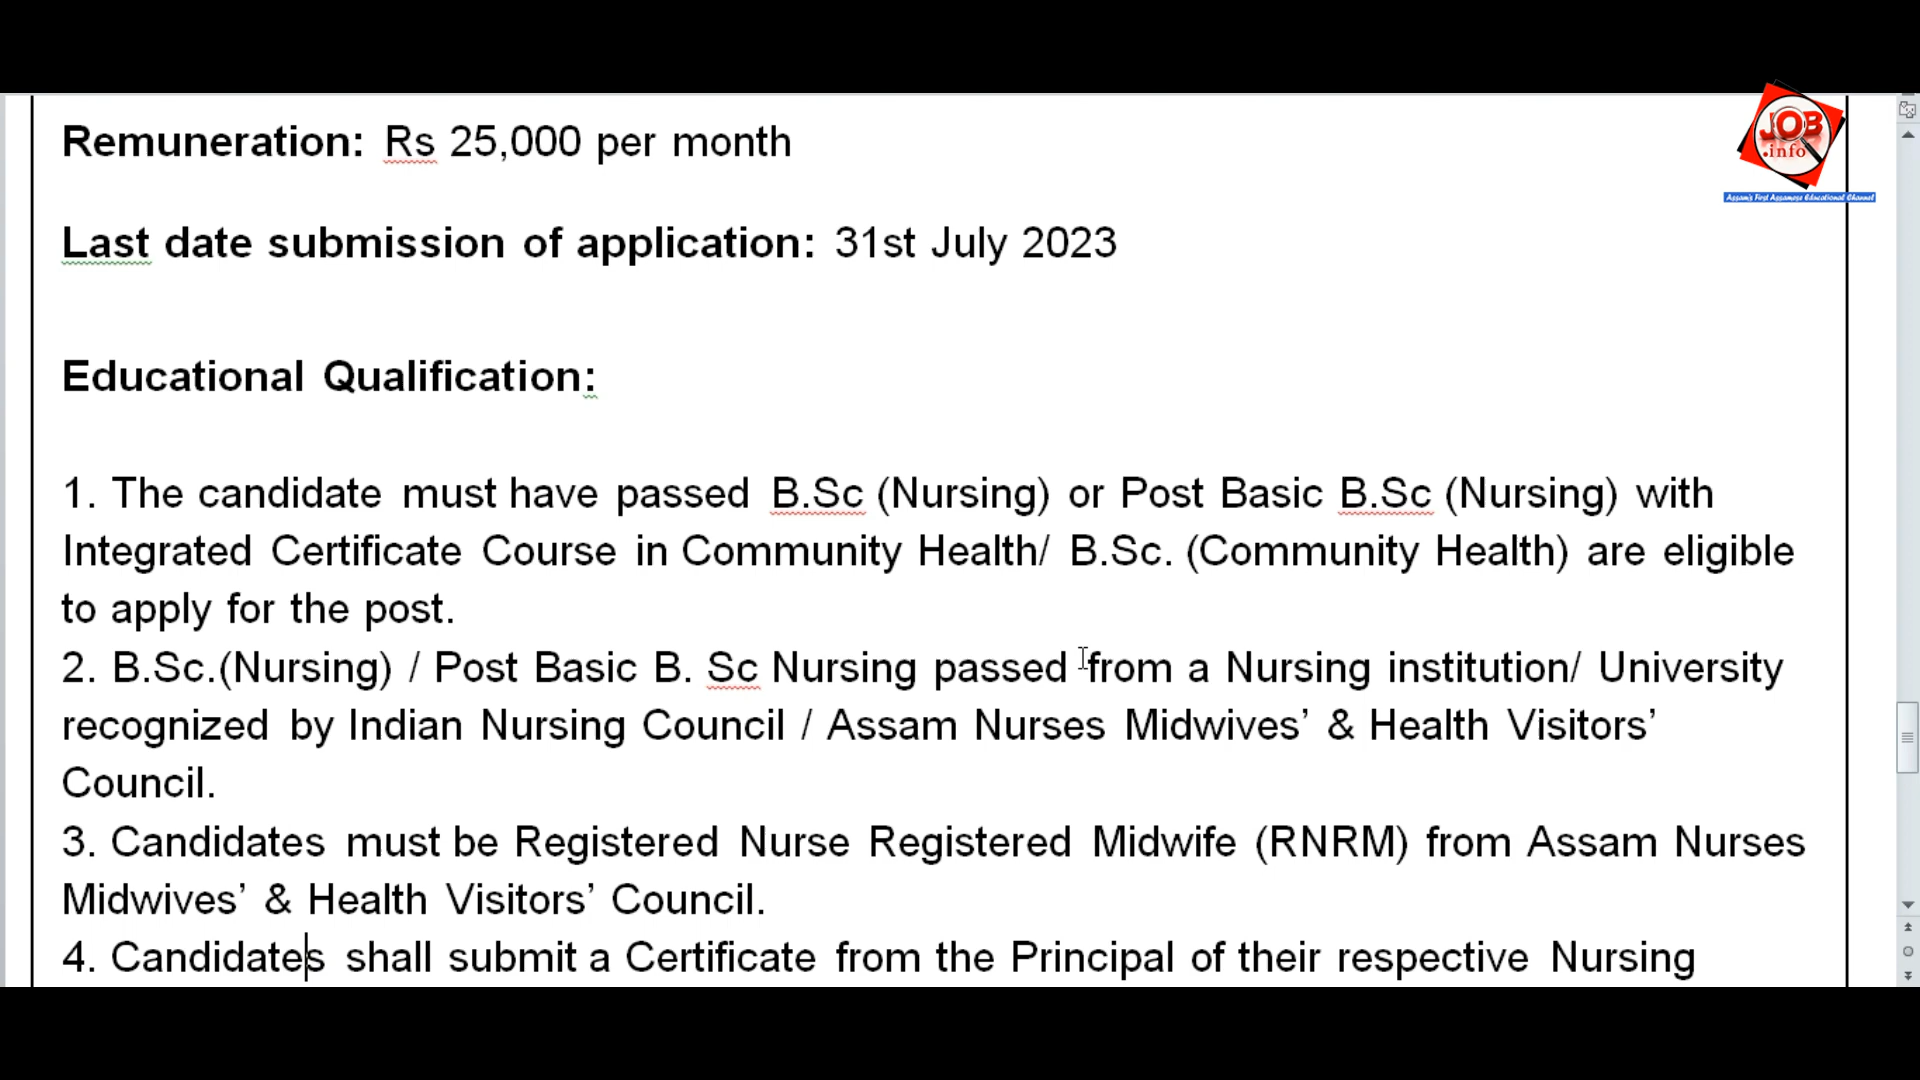 Remuneration: Rs 25,000 per month
JOB
.info
Assam's First Assamese Educational Channel
Last date submission of application: 31st July 2023
Educational Qualification:
1. The candidate must have passed B.Sc (Nursing) or Post Basic B.Sc (Nursing) with
Integrated Certificate Course in Community Health/ B.Sc. (Community Health) are eligible
to apply for the post.
2. B.Sc.(Nursing) / Post Basic B. Sc Nursing passed from a Nursing institution/ University
recognized by Indian Nursing Council / Assam Nurses Midwives’ & Health Visitors’
Council.
3. Candidates must be Registered Nurse Registered Midwife (RNRM) from Assam Nurses
Midwives’ & Health Visitors’ Council.
4. Candidates shall submit a Certificate from the Principal of their respective Nursing